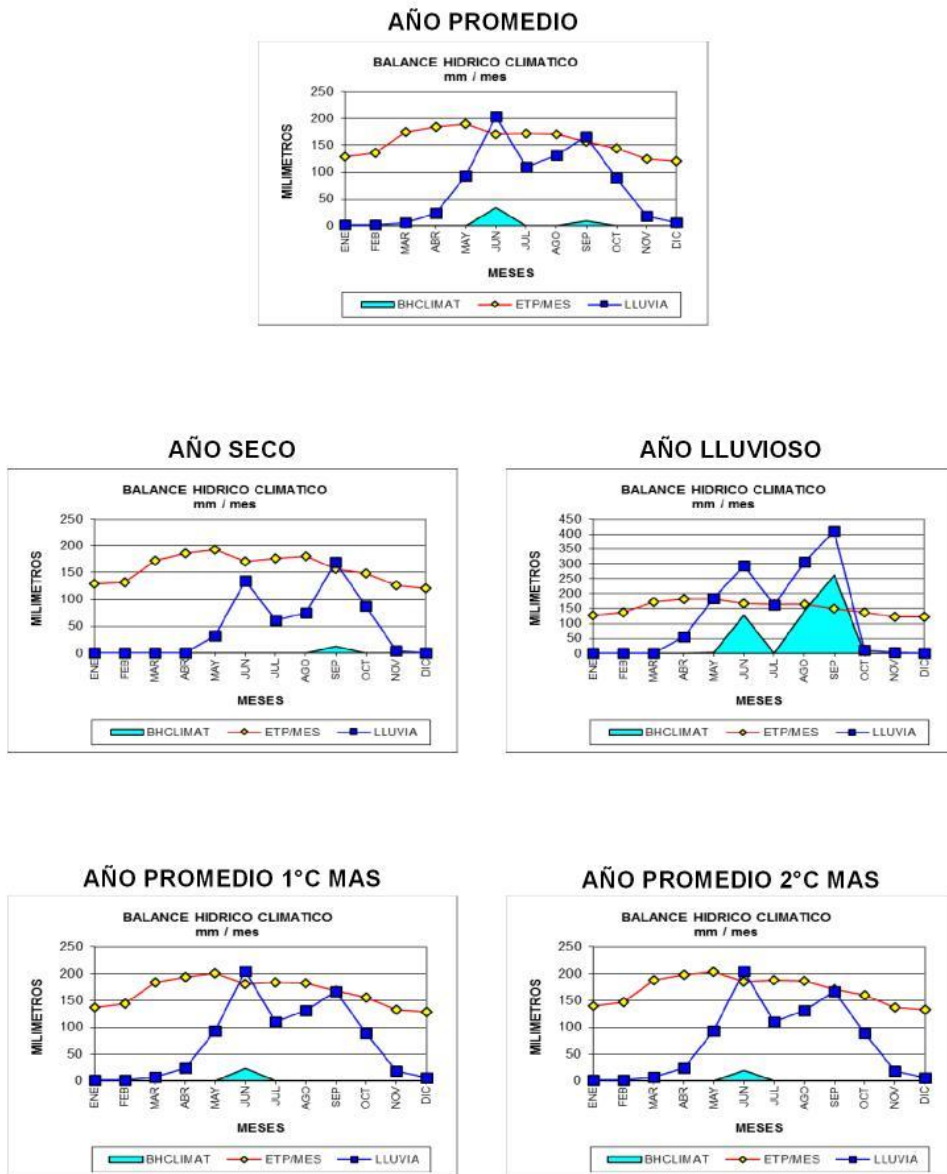 AÑO PROMEDIO
BALANCE HIDRICO CLIMATICO
mm / mes
MILIMETROS
250
200
150
100
50
0
ENE FEB MAR ABR MAY JUN JUL AGO SEP OCT NOV DIC
MESES
BHCLIMAT ETP/MES LLUVIA
AÑO SECO
BALANCE HIDRICO CLIMATICO
mm / mes
MILIMETROS
250
200
150
100
50
0
ENE FEB MAR ABR MAY JUN JUL AGO SEP OCT NOV DIC
MESES
BHCLIMAT ETP/MES LLUVIA
AÑO LLUVIOSO
BALANCE HIDRICO CLIMATICO
mm / mes
MILIMETROS
450
400
350
300
250
200
150
100
50
0
ENE FEB MAR ABR MAY JUN JUL AGO SEP OCT NOV DIC
MESES
BHCLIMAT ETP/MES LLUVIA
AÑO PROMEDIO 1°C MAS
BALANCE HIDRICO CLIMATICO
mm / mes
MILIMETROS
250
200
150
100
50
0
ENE FEB MAR ABR MAY JUN JUL AGO SEP OCT NOV DIC
MESES
BHCLIMAT ETP/MES LLUVIA
AÑO PROMEDIO 2°C MAS
BALANCE HIDRICO CLIMATICO
mm / mes
MILIMETROS
250
200
150
100
50
0
ENE FEB MAR ABR MAY JUN JUL AGO SEP OCT NOV DIC
MESES
BHCLIMAT ETP/MES LLUVIA